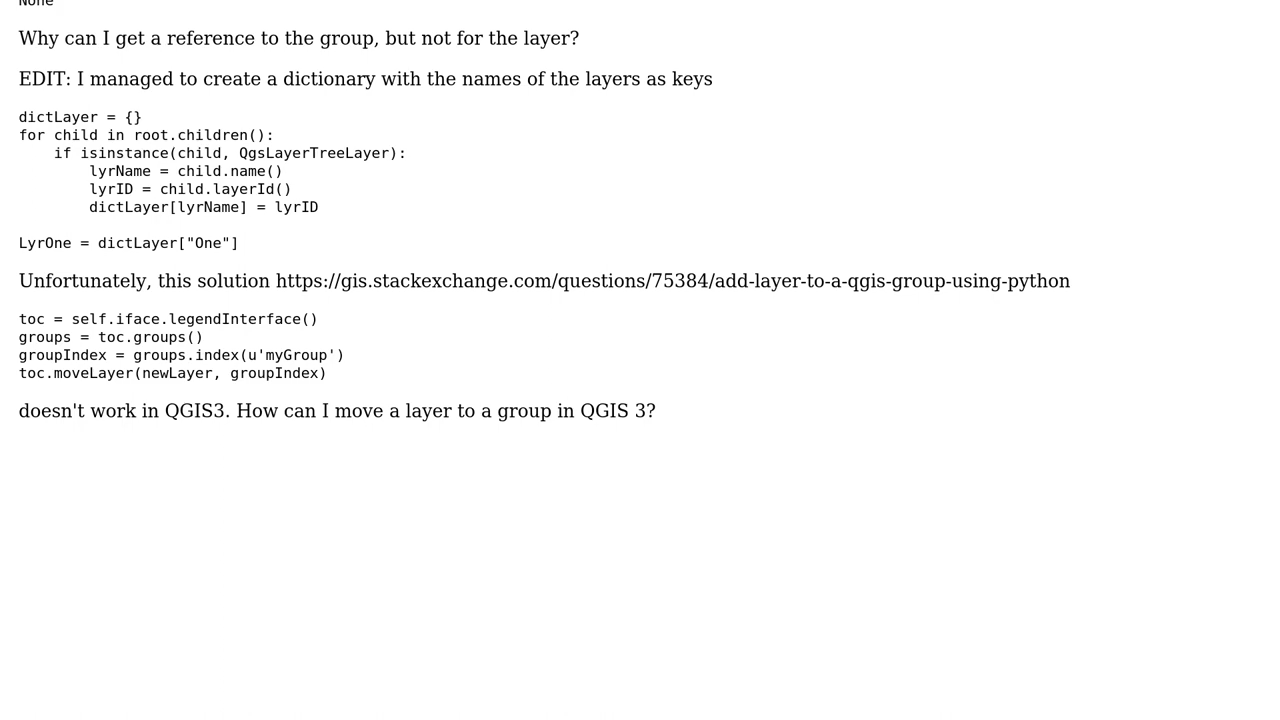 None
Why can I get a reference to the group, but not for the layer?
EDIT: I managed to create a dictionary with the names of the layers as keys
dictLayer = {}
for child in root.children():
    if isinstance(child, QgsLayerTreeLayer):
        lyrName = child.name()
        lyrID = child.layerId()
        dictLayer[lyrName] = lyrID
LyrOne = dictLayer["One"]
Unfortunately, this solution https://gis.stackexchange.com/questions/75384/add-layer-to-a-qgis-group-using-python
toc = self.iface.legendInterface()
groups = toc.groups()
groupIndex = groups.index(u'myGroup')
toc.moveLayer(newLayer, groupIndex)
doesn't work in QGIS3. How can I move a layer to a group in QGIS 3?